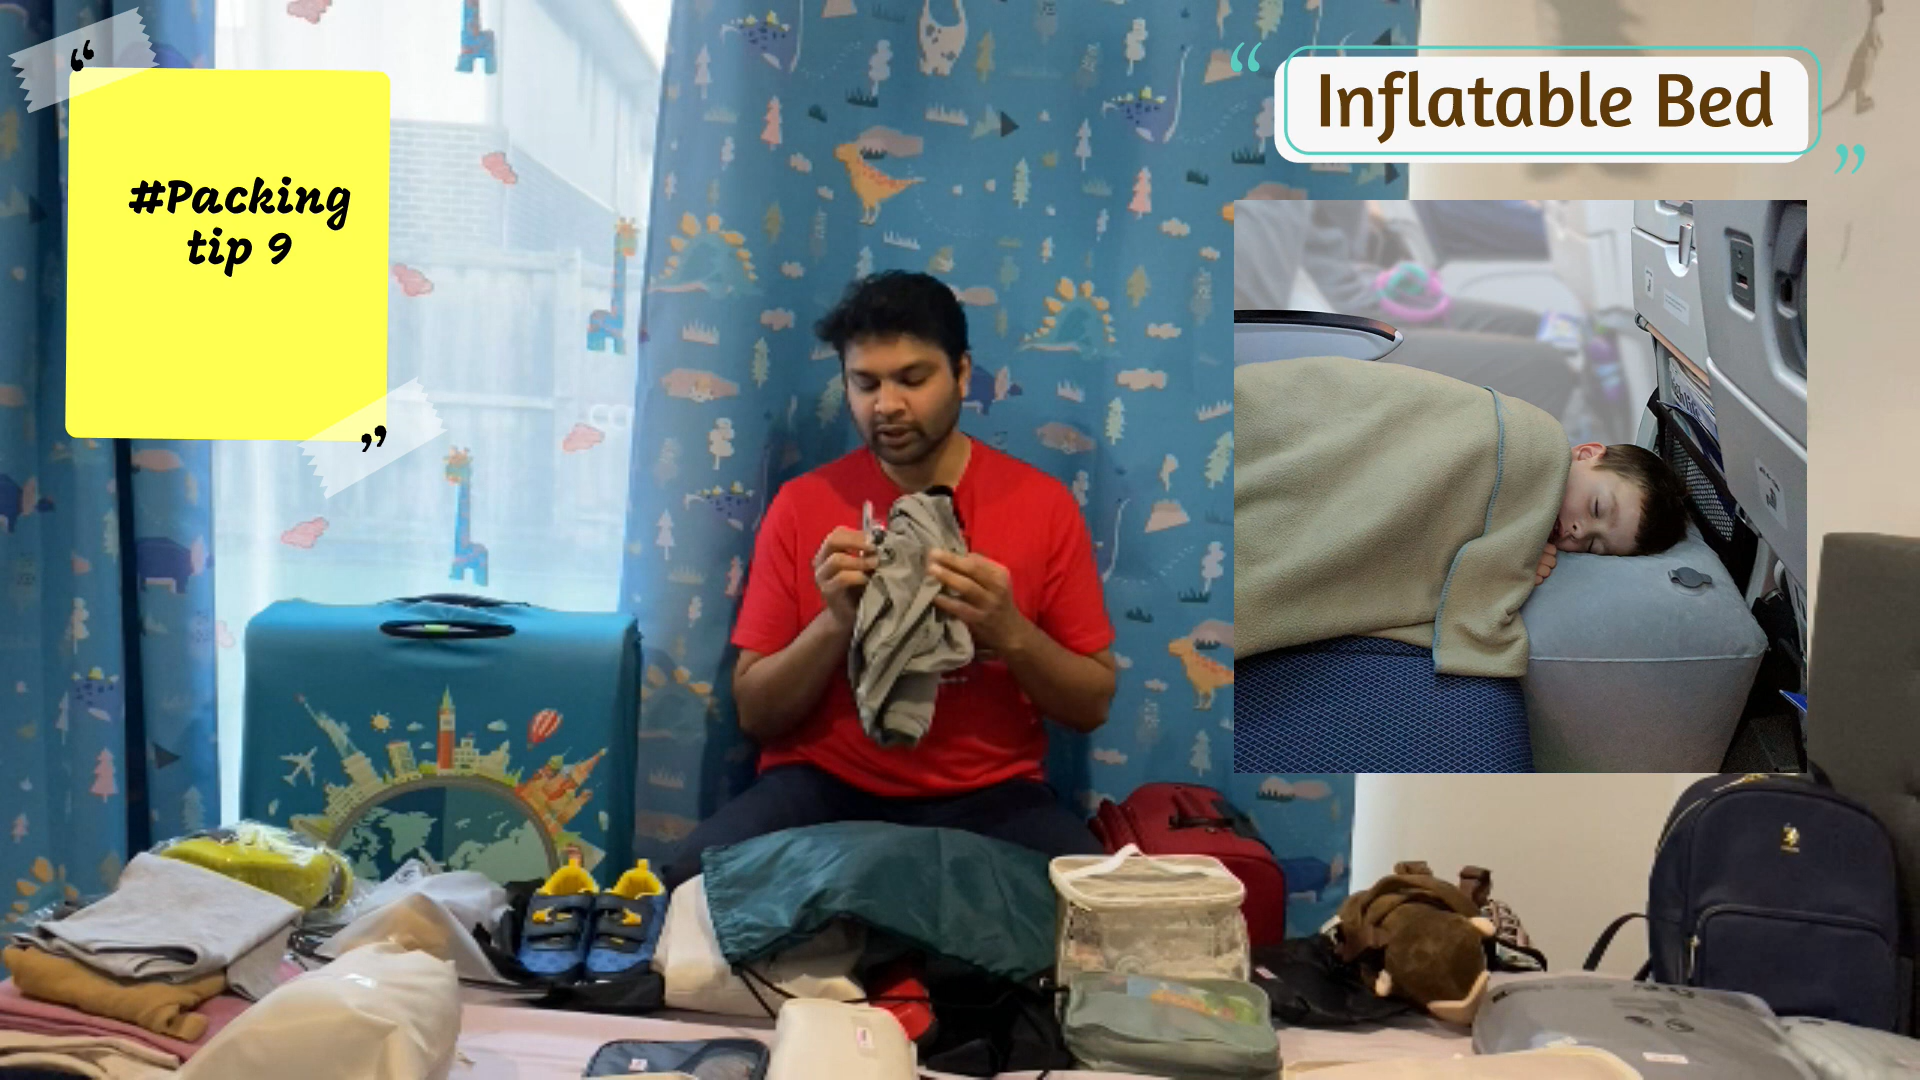 #Packing
tip 9
Inflatable Bed